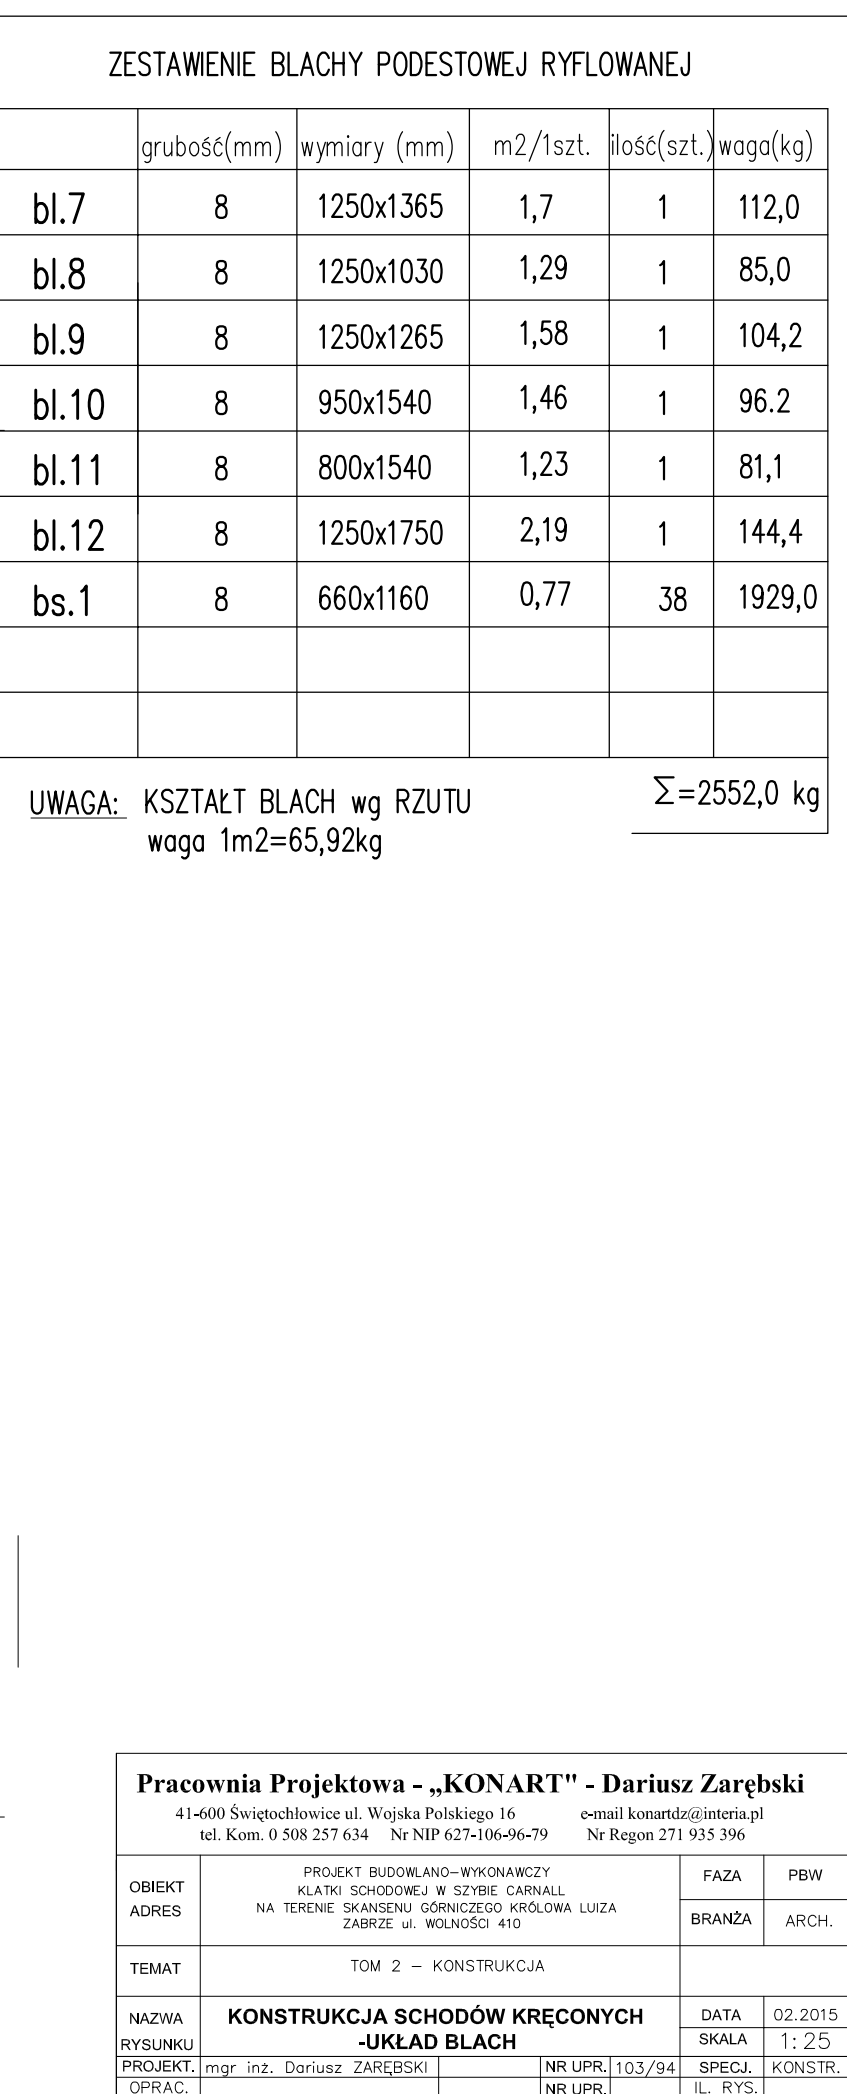 ZESTAWIENIE BLACHY PODESTOWEJ RYFLOWANEJ
grubość(mm) wymiary (mm) m2/1szt. ilość(szt.) waga(kg)
bl.7 8 1250x1365 1,7 1 112,0
bl.8 8 1250x1030 1,29 1 85,0
bl.9 8 1250x1265 1,58 1 104,2
bl.10 8 950x1540 1,46 1 96.2
bl.11 8 800x1540 1,23 1 81,1
bl.12 8 1250x1750 2,19 1 144,4
bs.1 8 660x1160 0,77 38 1929,0
Σ=2552,0 kg
UWAGA: KSZTAŁT BLACH wg RZUTU
waga 1m2=65,92kg
Pracownia Projektowa - „KONART" - Dariusz Zarębski
41-600 Świętochłowice ul. Wojska Polskiego 16 e-mail konartdz@interia.pl
tel. Kom. 0 508 257 634 Nr NIP 627-106-96-79 Nr Regon 271 935 396
OBIEKT
ADRES
PROJEKT BUDOWLANO-WYKONAWCZY
KLATKI SCHODOWEJ W SZYBIE CARNALL
NA TERENIE SKANSENU GÓRNICZEGO KRÓLOWA LUIZA
ZABRZE ul. WOLNOŚCI 410
FAZA PBW
BRANŻA ARCH.
TEMAT TOM 2 - KONSTRUKCJA
NAZWA
RYSUNKU
KONSTRUKCJA SCHODÓW KRĘCONYCH
-UKŁAD BLACH
DATA 02.2015
SKALA 1:25
PROJEKT. mgr inż. Dariusz ZARĘBSKI NR UPR. 103/94 SPECJ. KONSTR.
OPRAC. NR UPR. IL. RYS.